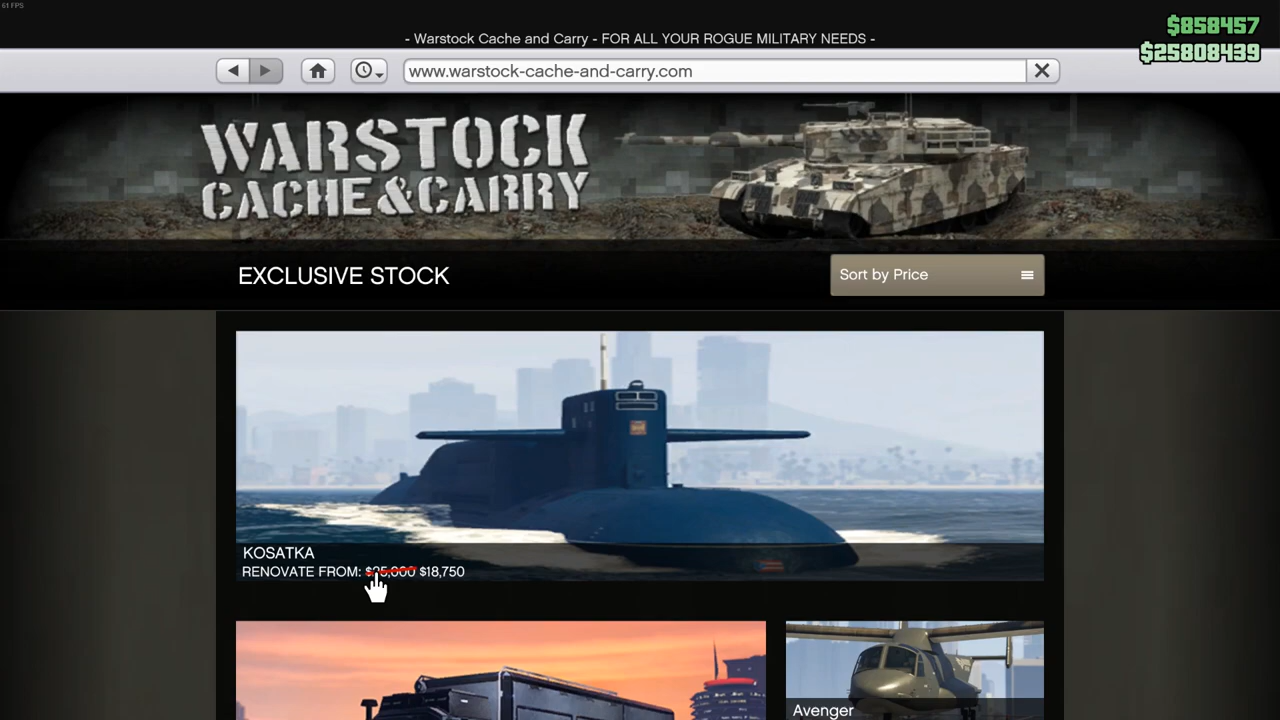 61 FPS
$858457
- Warstock Cache and Carry - FOR ALL YOUR ROGUE MILITARY NEEDS -
$25808439
www.warstock-cache-and-carry.com
WARSTOCK
CACHE&CARRY
EXCLUSIVE STOCK
Sort by Price
KOSATKA
RENOVATE FROM: $25,000 $18,750
Avenger